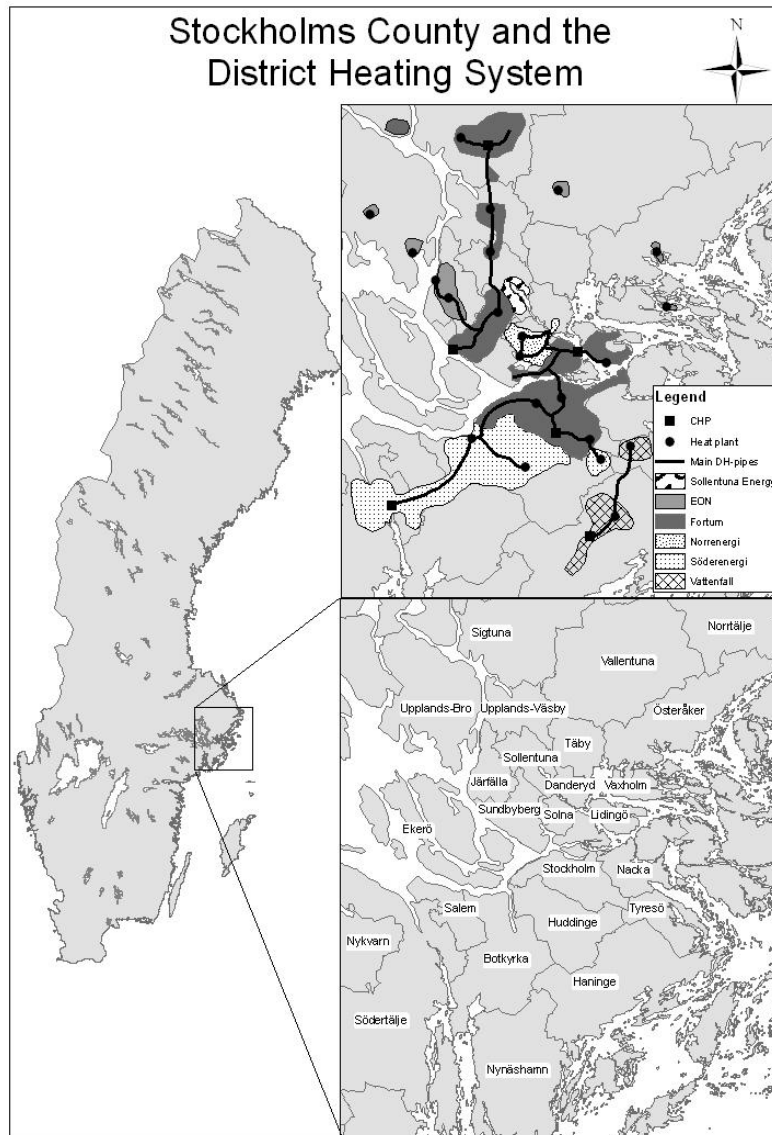 Stockholms County and the
District Heating System
N
Legend
CHP
Heat plant
Main DH-pipes
Sollentuna Energy
EON
Fortum
Norrenergi
Söderenergi
Vattenfall
Norrtälje
Sigtuna
Vallentuna
Upplands-Bro
Upplands-Väsby
Österåker
Täby
Sollentuna
Järfälla
Danderyd
Vaxholm
Sundbyberg
Solna
Lidingö
Ekerö
Stockholm
Nacka
Salem
Tyresö
Huddinge
Nykvarn
Botkyrka
Haninge
Södertälje
Nynäshamn